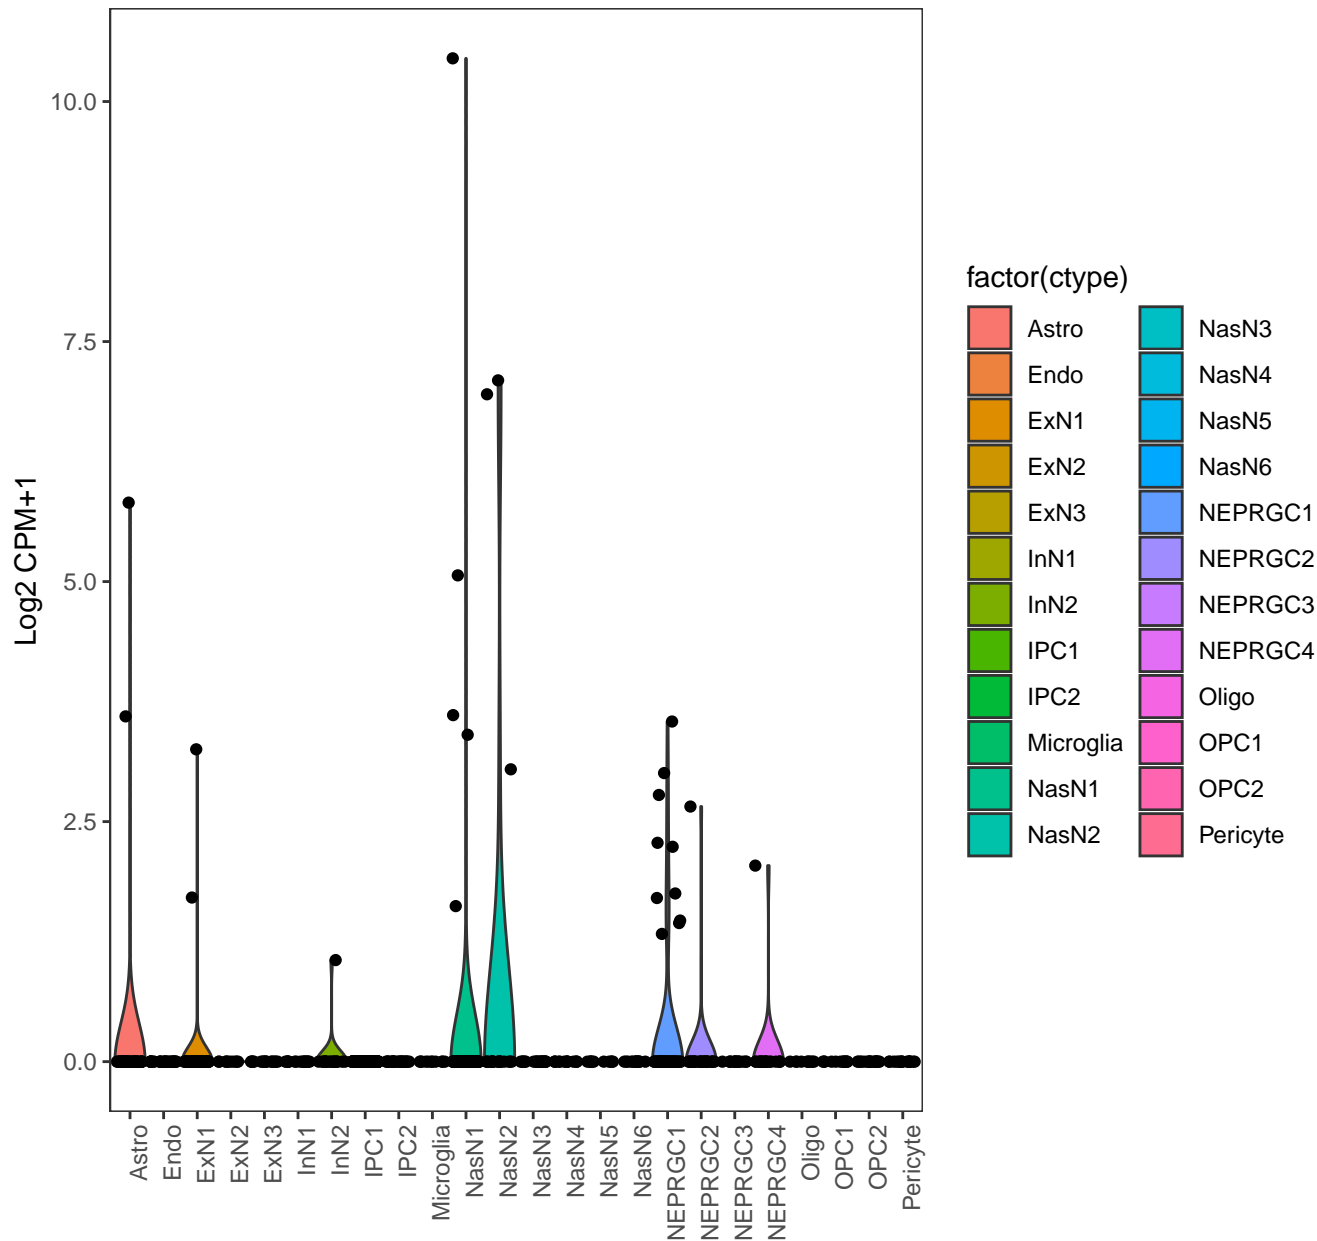 10.0
7.5
5.0
2.5
0.0
Log2 CPM+1
Astro
Endo
ExN1
ExN2
ExN3
InN1
InN2
IPC1
IPC2
Microglia
NasN1
NasN2
NasN3
NasN4
NasN5
NasN6
NEPRGC1
NEPRGC2
NEPRGC3
NEPRGC4
Oligo
OPC1
OPC2
Pericyte
factor(ctype)
Astro
Endo
ExN1
ExN2
ExN3
InN1
InN2
IPC1
IPC2
Microglia
NasN1
NasN2
NasN3
NasN4
NasN5
NasN6
NEPRGC1
NEPRGC2
NEPRGC3
NEPRGC4
Oligo
OPC1
OPC2
Pericyte